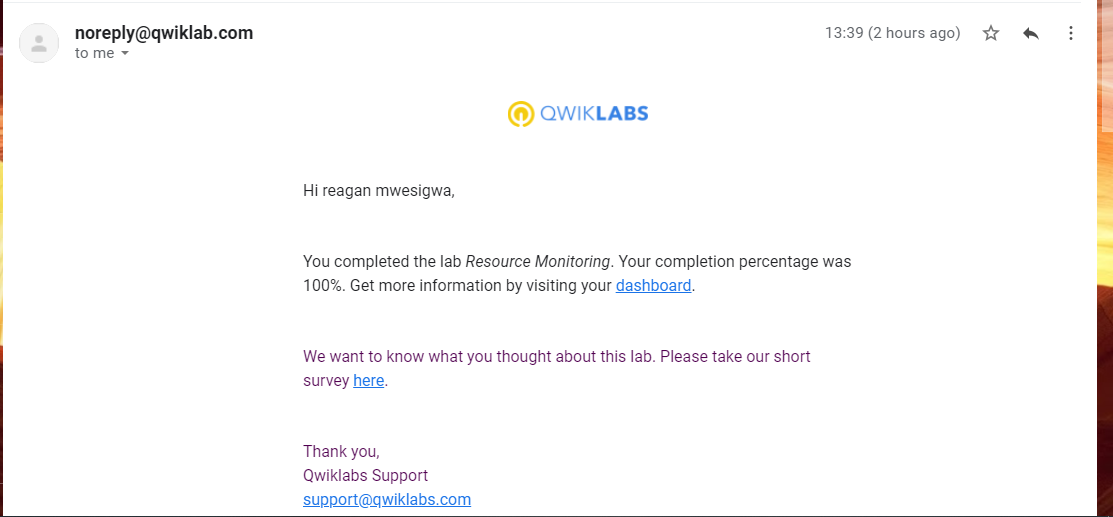 noreply@qwiklab.com
13:39 (2 hours ago)
to me
QWIKLABS
Hi reagan mwesigwa,
You completed the lab Resource Monitoring. Your completion percentage was
100%. Get more information by visiting your dashboard.
We want to know what you thought about this lab. Please take our short
survey here.
Thank you,
Qwiklabs Support
support@qwiklabs.com